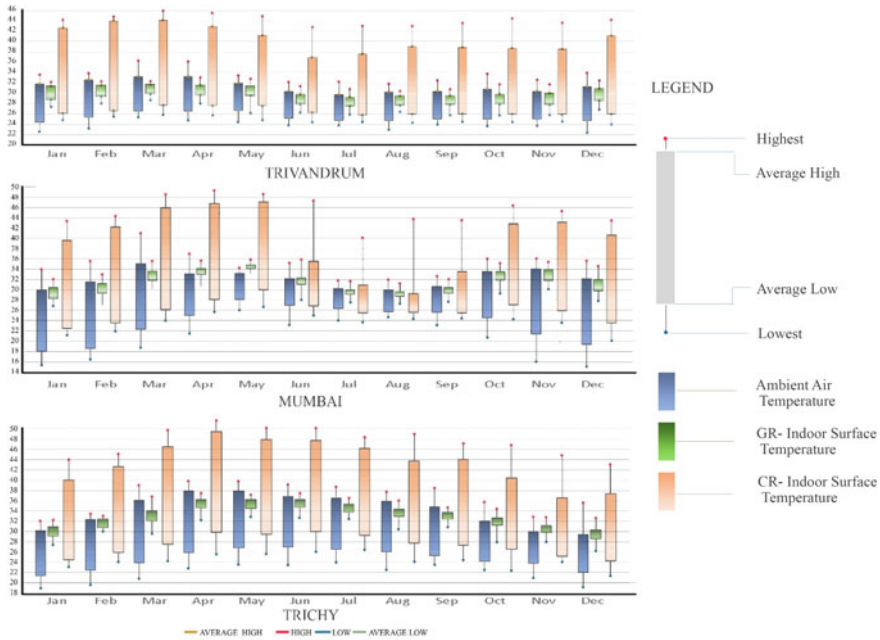 46
44
42
40
38
36
34
32
30
28
26
24
22
20
Jan Feb Mar Apr May Jun Jul Aug Sep Oct Nov Dec
TRIVANDRUM
50
48
46
44
42
40
38
36
34
32
30
28
26
24
22
20
18
16
14
Jan Feb Mar Apr May Jun Jul Aug Sep Oct Nov Dec
MUMBAI
50
48
46
44
42
40
38
36
34
32
30
28
26
24
22
20
18
Jan Feb Mar Apr May Jun Jul Aug Sep Oct Nov Dec
TRICHY
AVERAGE HIGH HIGH LOW AVERAGE LOW
LEGEND
Highest
Average High
Average Low
Lowest
Ambient Air
Temperature
GR- Indoor Surface
Temperature
CR- Indoor Surface
Temperature